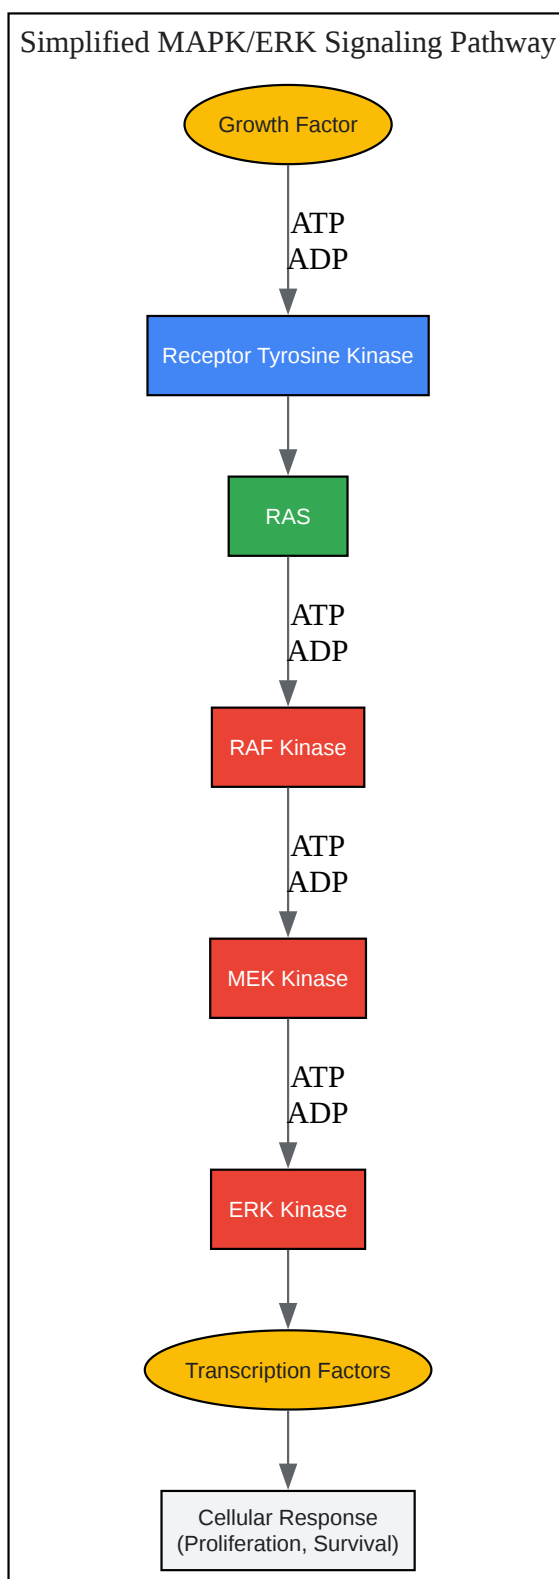 Simplified MAPK/ERK Signaling Pathway
Growth Factor
ATP
ADP
Receptor Tyrosine Kinase
RAS
ATP
ADP
RAF Kinase
ATP
ADP
MEK Kinase
ATP
ADP
ERK Kinase
Transcription Factors
Cellular Response
(Proliferation, Survival)